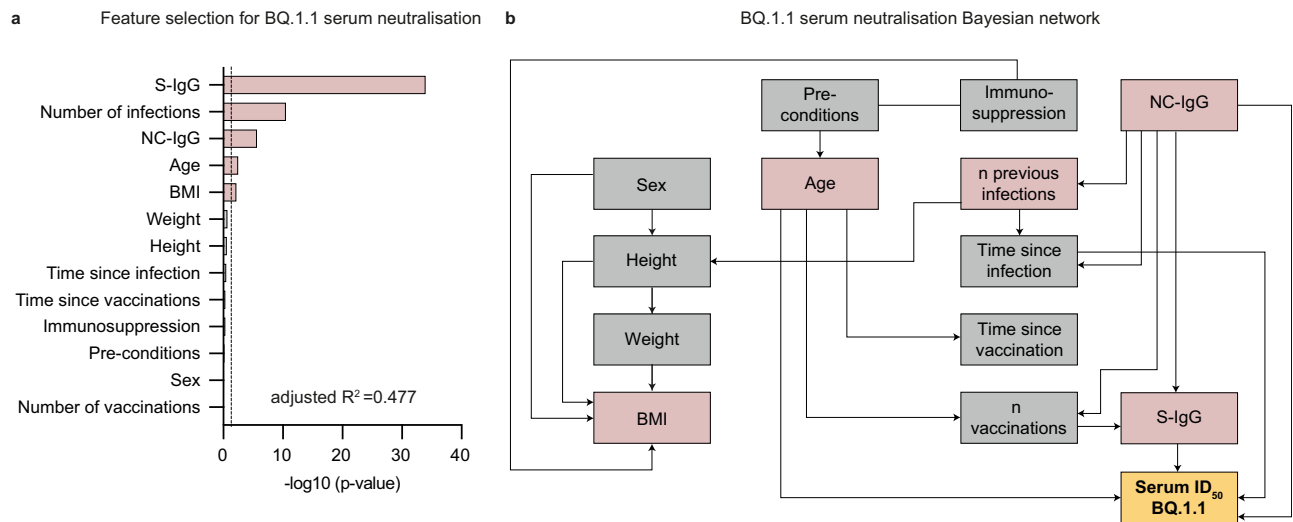 a Feature selection for BQ.1.1 serum neutralisation
S-IgG
Number of infections
NC-IgG
Age
BMI
Weight
Height
Time since infection
Time since vaccinations
Immunosuppression
Pre-conditions
Sex
Number of vaccinations
adjusted R²=0.477
0 10 20 30 40
-log10 (p-value)
b BQ.1.1 serum neutralisation Bayesian network
Pre-
conditions
Immuno-
suppression
NC-IgG
Sex
Age
n previous
infections
Height
Time since
infection
Weight
Time since
vaccination
BMI
n
vaccinations
S-IgG
Serum ID₅₀
BQ.1.1